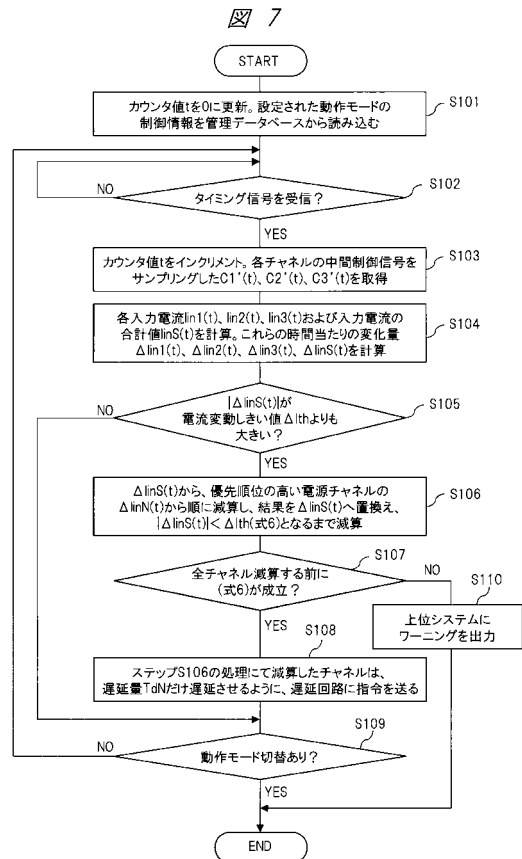 図 7
START
カウンタ値tを0に更新。設定された動作モードの
制御情報を管理データベースから読み込む
S101
タイミング信号を受信？
S102
NO
YES
カウンタ値tをインクリメント。各チャネルの中間制御信号を
サンプリングしたC1'(t)、C2'(t)、C3'(t)を取得
S103
各入力電流Iin1(t)、Iin2(t)、Iin3(t)および入力電流の
合計値IinS(t)を計算。これらの時間当たりの変化量
ΔIin1(t)、ΔIin2(t)、ΔIin3(t)、ΔIinS(t)を計算
S104
|ΔIinS(t)|が
電流変動しきい値ΔIthよりも
大きい？
S105
NO
YES
ΔIinS(t)から、優先順位の高い電源チャネルの
ΔIinN(t)から順に減算し、結果をΔIinS(t)へ置換え、
|ΔIinS(t)|<ΔIth(式6)となるまで減算
S106
全チャネル減算する前に
(式6)が成立？
S107
NO
YES
上位システムに
ワーニングを出力
S110
ステップS106の処理にて減算したチャネルは、
遅延量TdNだけ遅延させるように、遅延回路に指令を送る
S108
動作モード切替あり？
S109
NO
YES
END